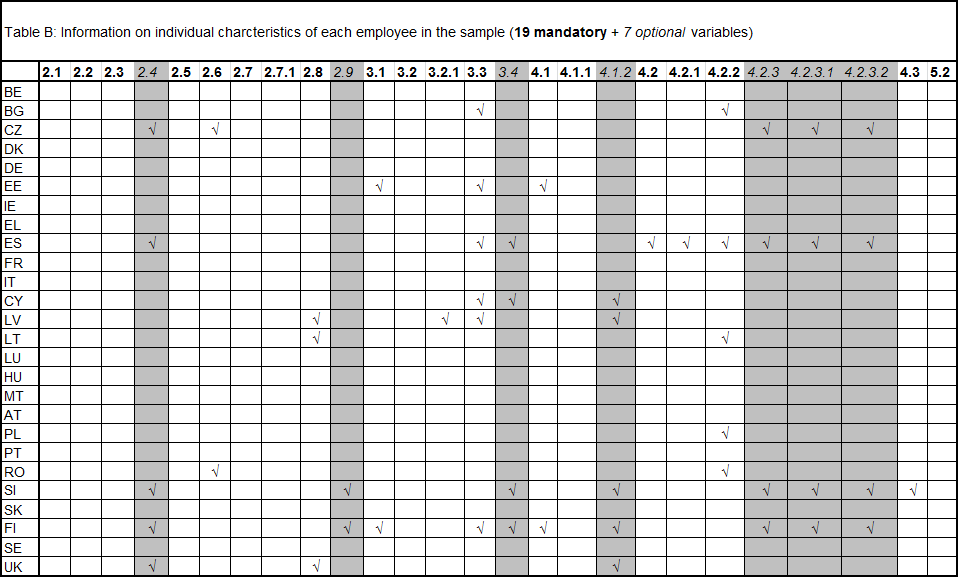 Table B: Information on individual charcteristics of each employee in the sample (19 mandatory + 7 optional variables)
2.1 2.2 2.3 2.4 2.5 2.6 2.7 2.7.1 2.8 2.9 3.1 3.2 3.2.1 3.3 3.4 4.1 4.1.1 4.1.2 4.2 4.2.1 4.2.2 4.2.3 4.2.3.1 4.2.3.2 4.3 5.2
BE
BG √ √
CZ √ √ √ √ √
DK
DE
EE √ √ √
IE
EL
ES √ √ √ √ √ √ √ √ √
FR
IT
CY √ √ √
LV √ √ √ √
LT √ √
LU
HU
MT
AT
PL √
PT
RO √ √
SI √ √ √ √ √ √ √ √
SK
FI √ √ √ √ √ √ √ √ √ √
SE
UK √ √ √